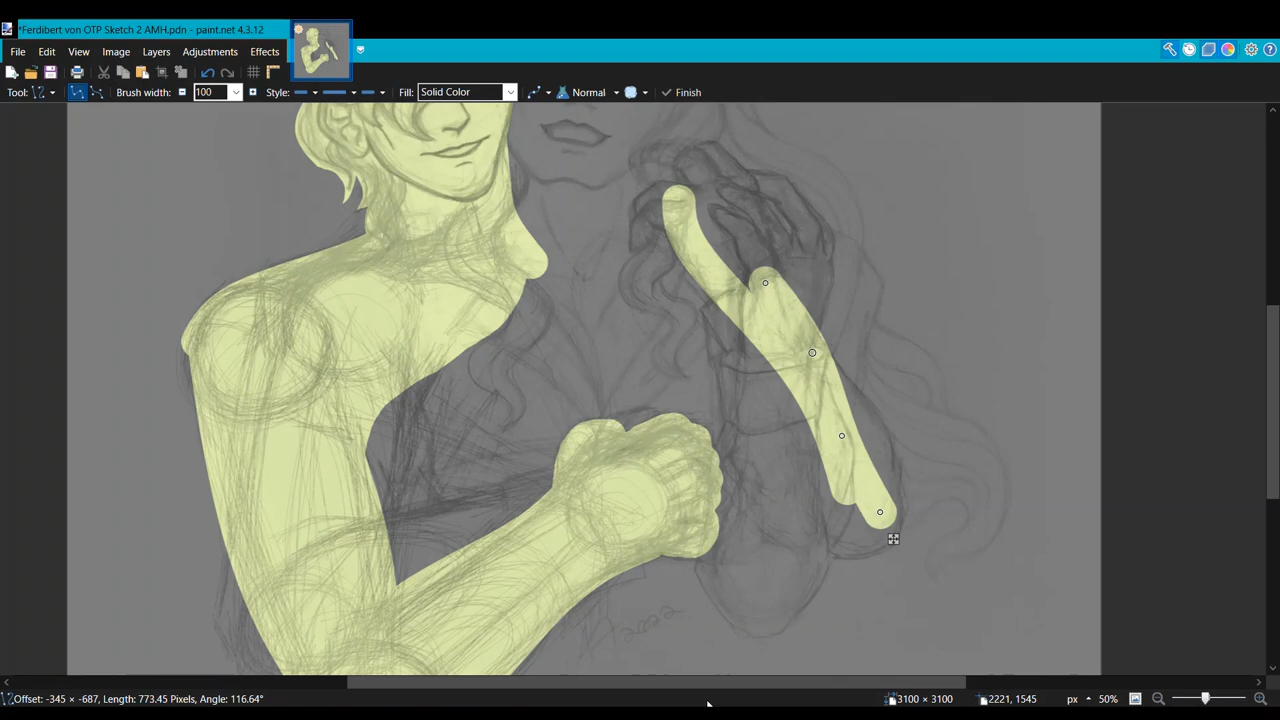 *Ferdibert von OTP Sketch 2 AMH.pdn - paint.net 4.3.12
File Edit View Image Layers Adjustments Effects
Tool: Brush width: 100 Style: Fill: Solid Color Normal Finish
2022
Offset: -345 × -687, Length: 773.45 Pixels, Angle: 116.64° 3100 × 3100 2221, 1545 px 50%